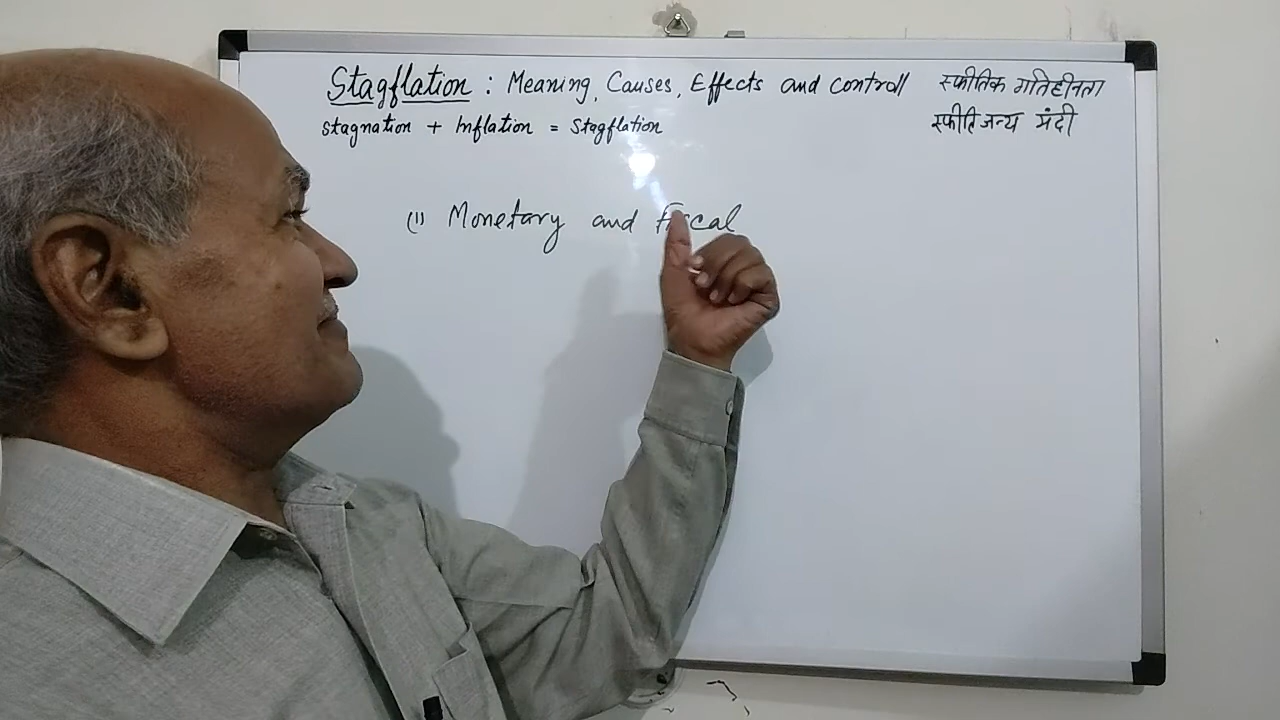 Stagflation : Meaning, Causes, Effects and controll
स्फीतिक गतिहीनता
Stagnation + Inflation = Stagflation
स्फीति जन्य मंदी
(1) Monetary and Fiscal